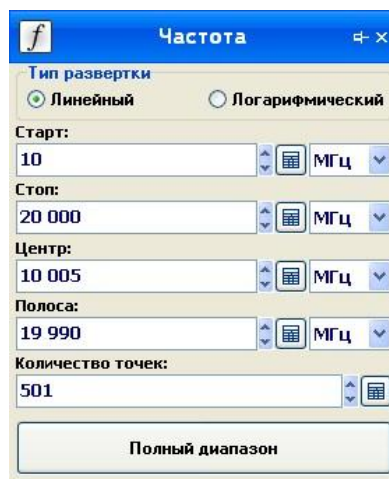 f Частота
Тип развертки
Линейный Логарифмический
Старт:
10 МГц
Стоп:
20 000 МГц
Центр:
10 005 МГц
Полоса:
19 990 МГц
Количество точек:
501
Полный диапазон